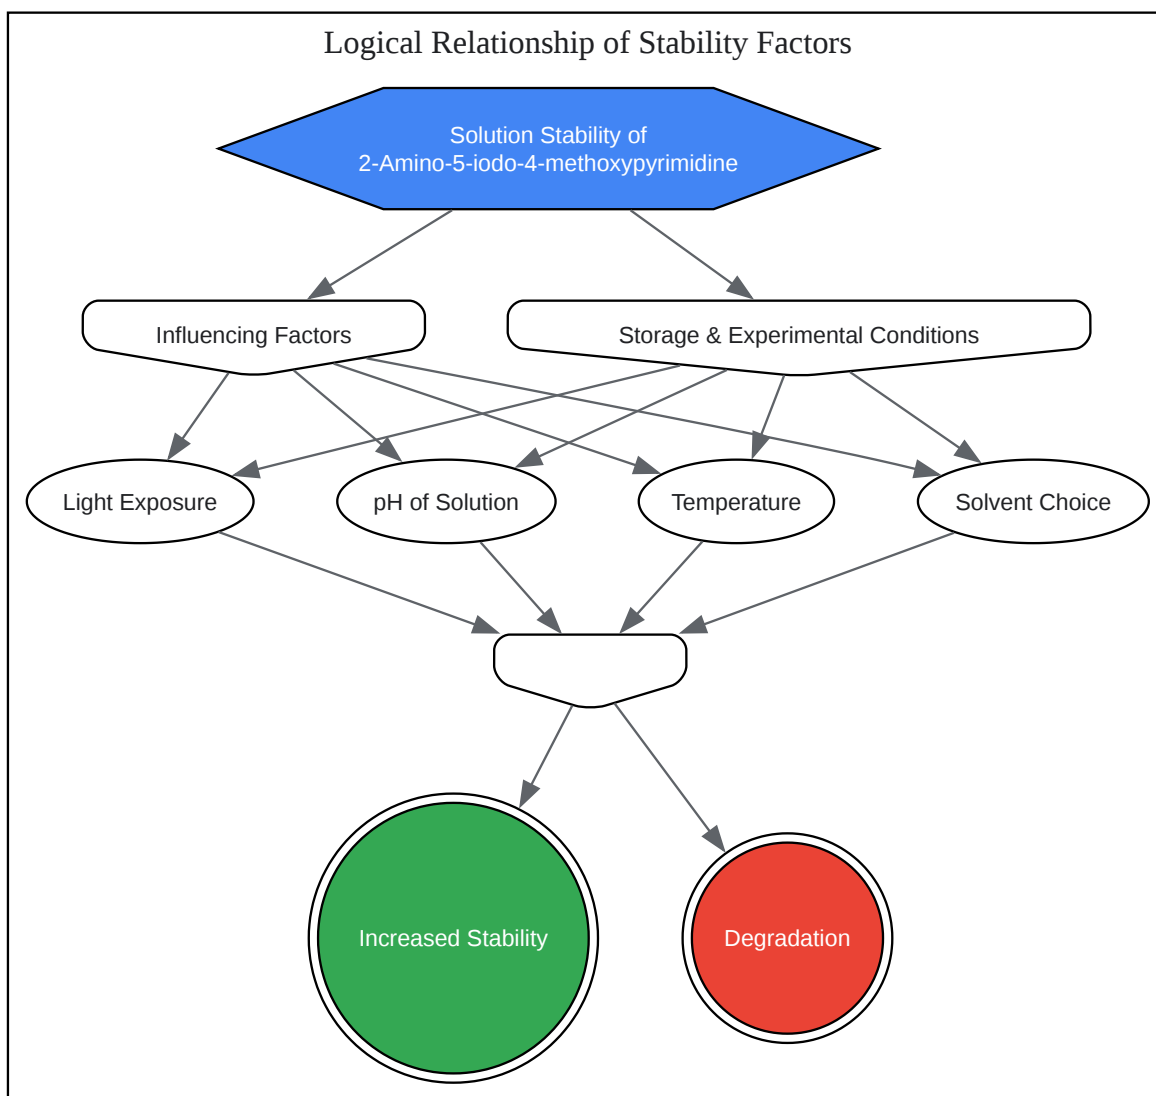 Logical Relationship of Stability Factors
Solution Stability of
2-Amino-5-iodo-4-methoxypyrimidine
Influencing Factors
Storage & Experimental Conditions
Light Exposure
pH of Solution
Temperature
Solvent Choice
Increased Stability
Degradation